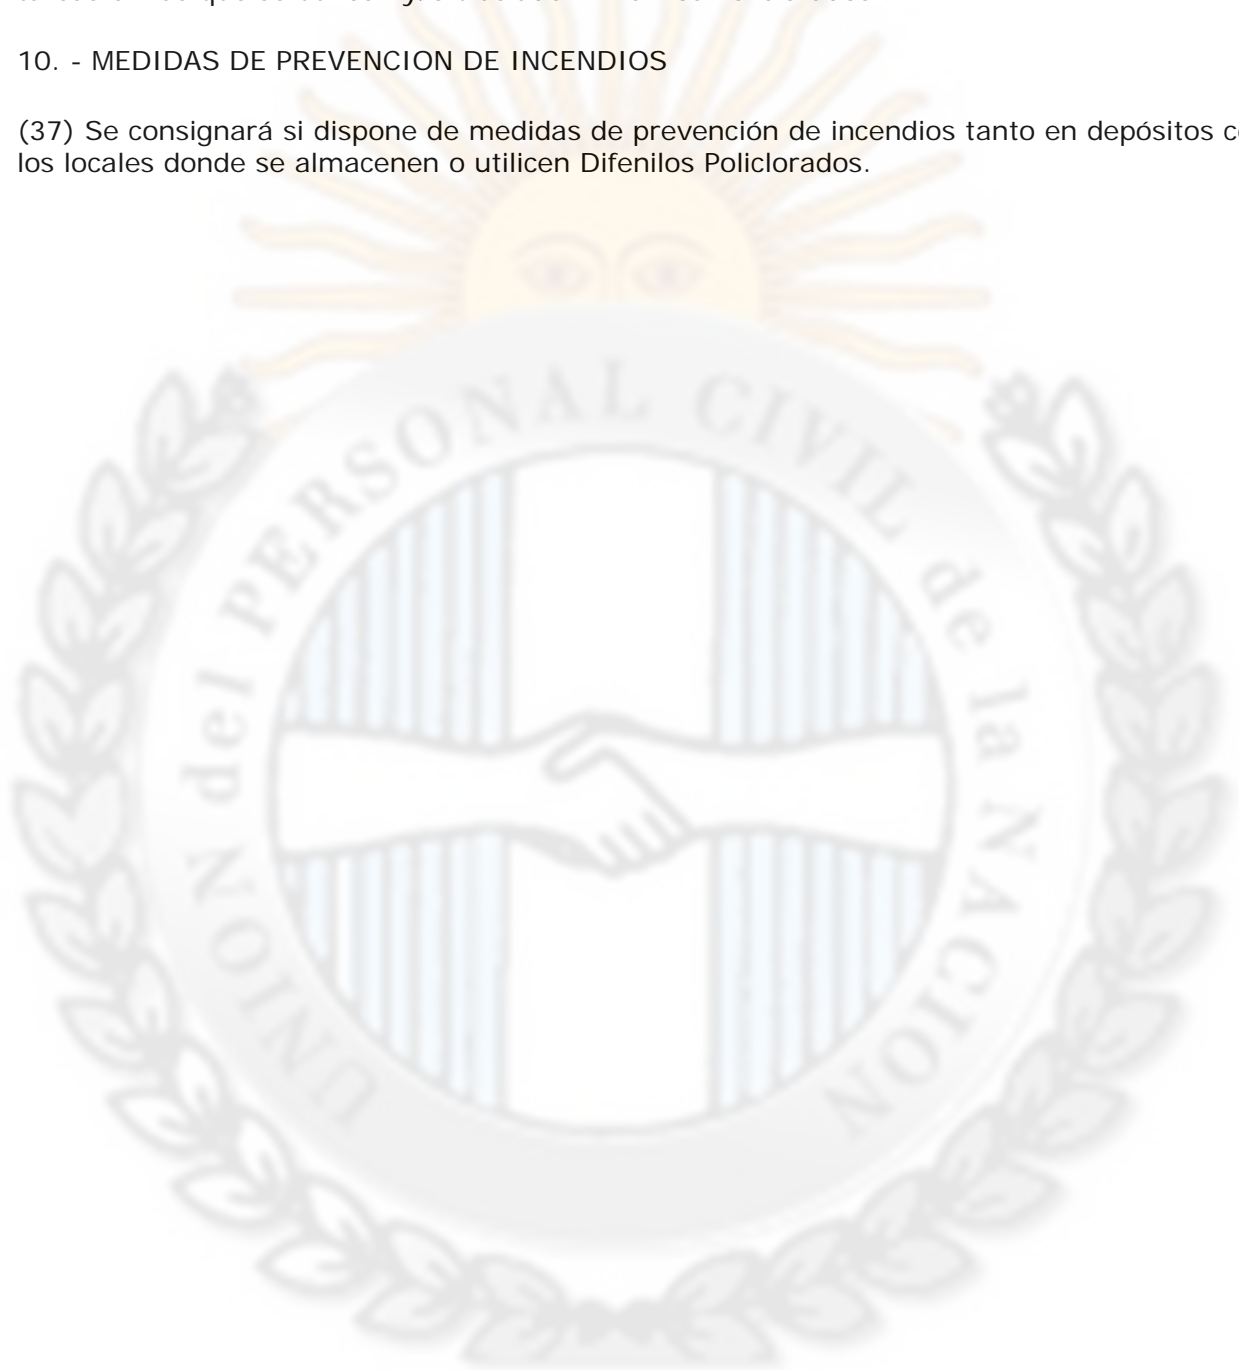 10. - MEDIDAS DE PREVENCION DE INCENDIOS
(37) Se consignará si dispone de medidas de prevención de incendios tanto en depósitos
los locales donde se almacenen o utilicen Difenilos Policlorados.
UNION del PERSONAL CIVIL de la NACION